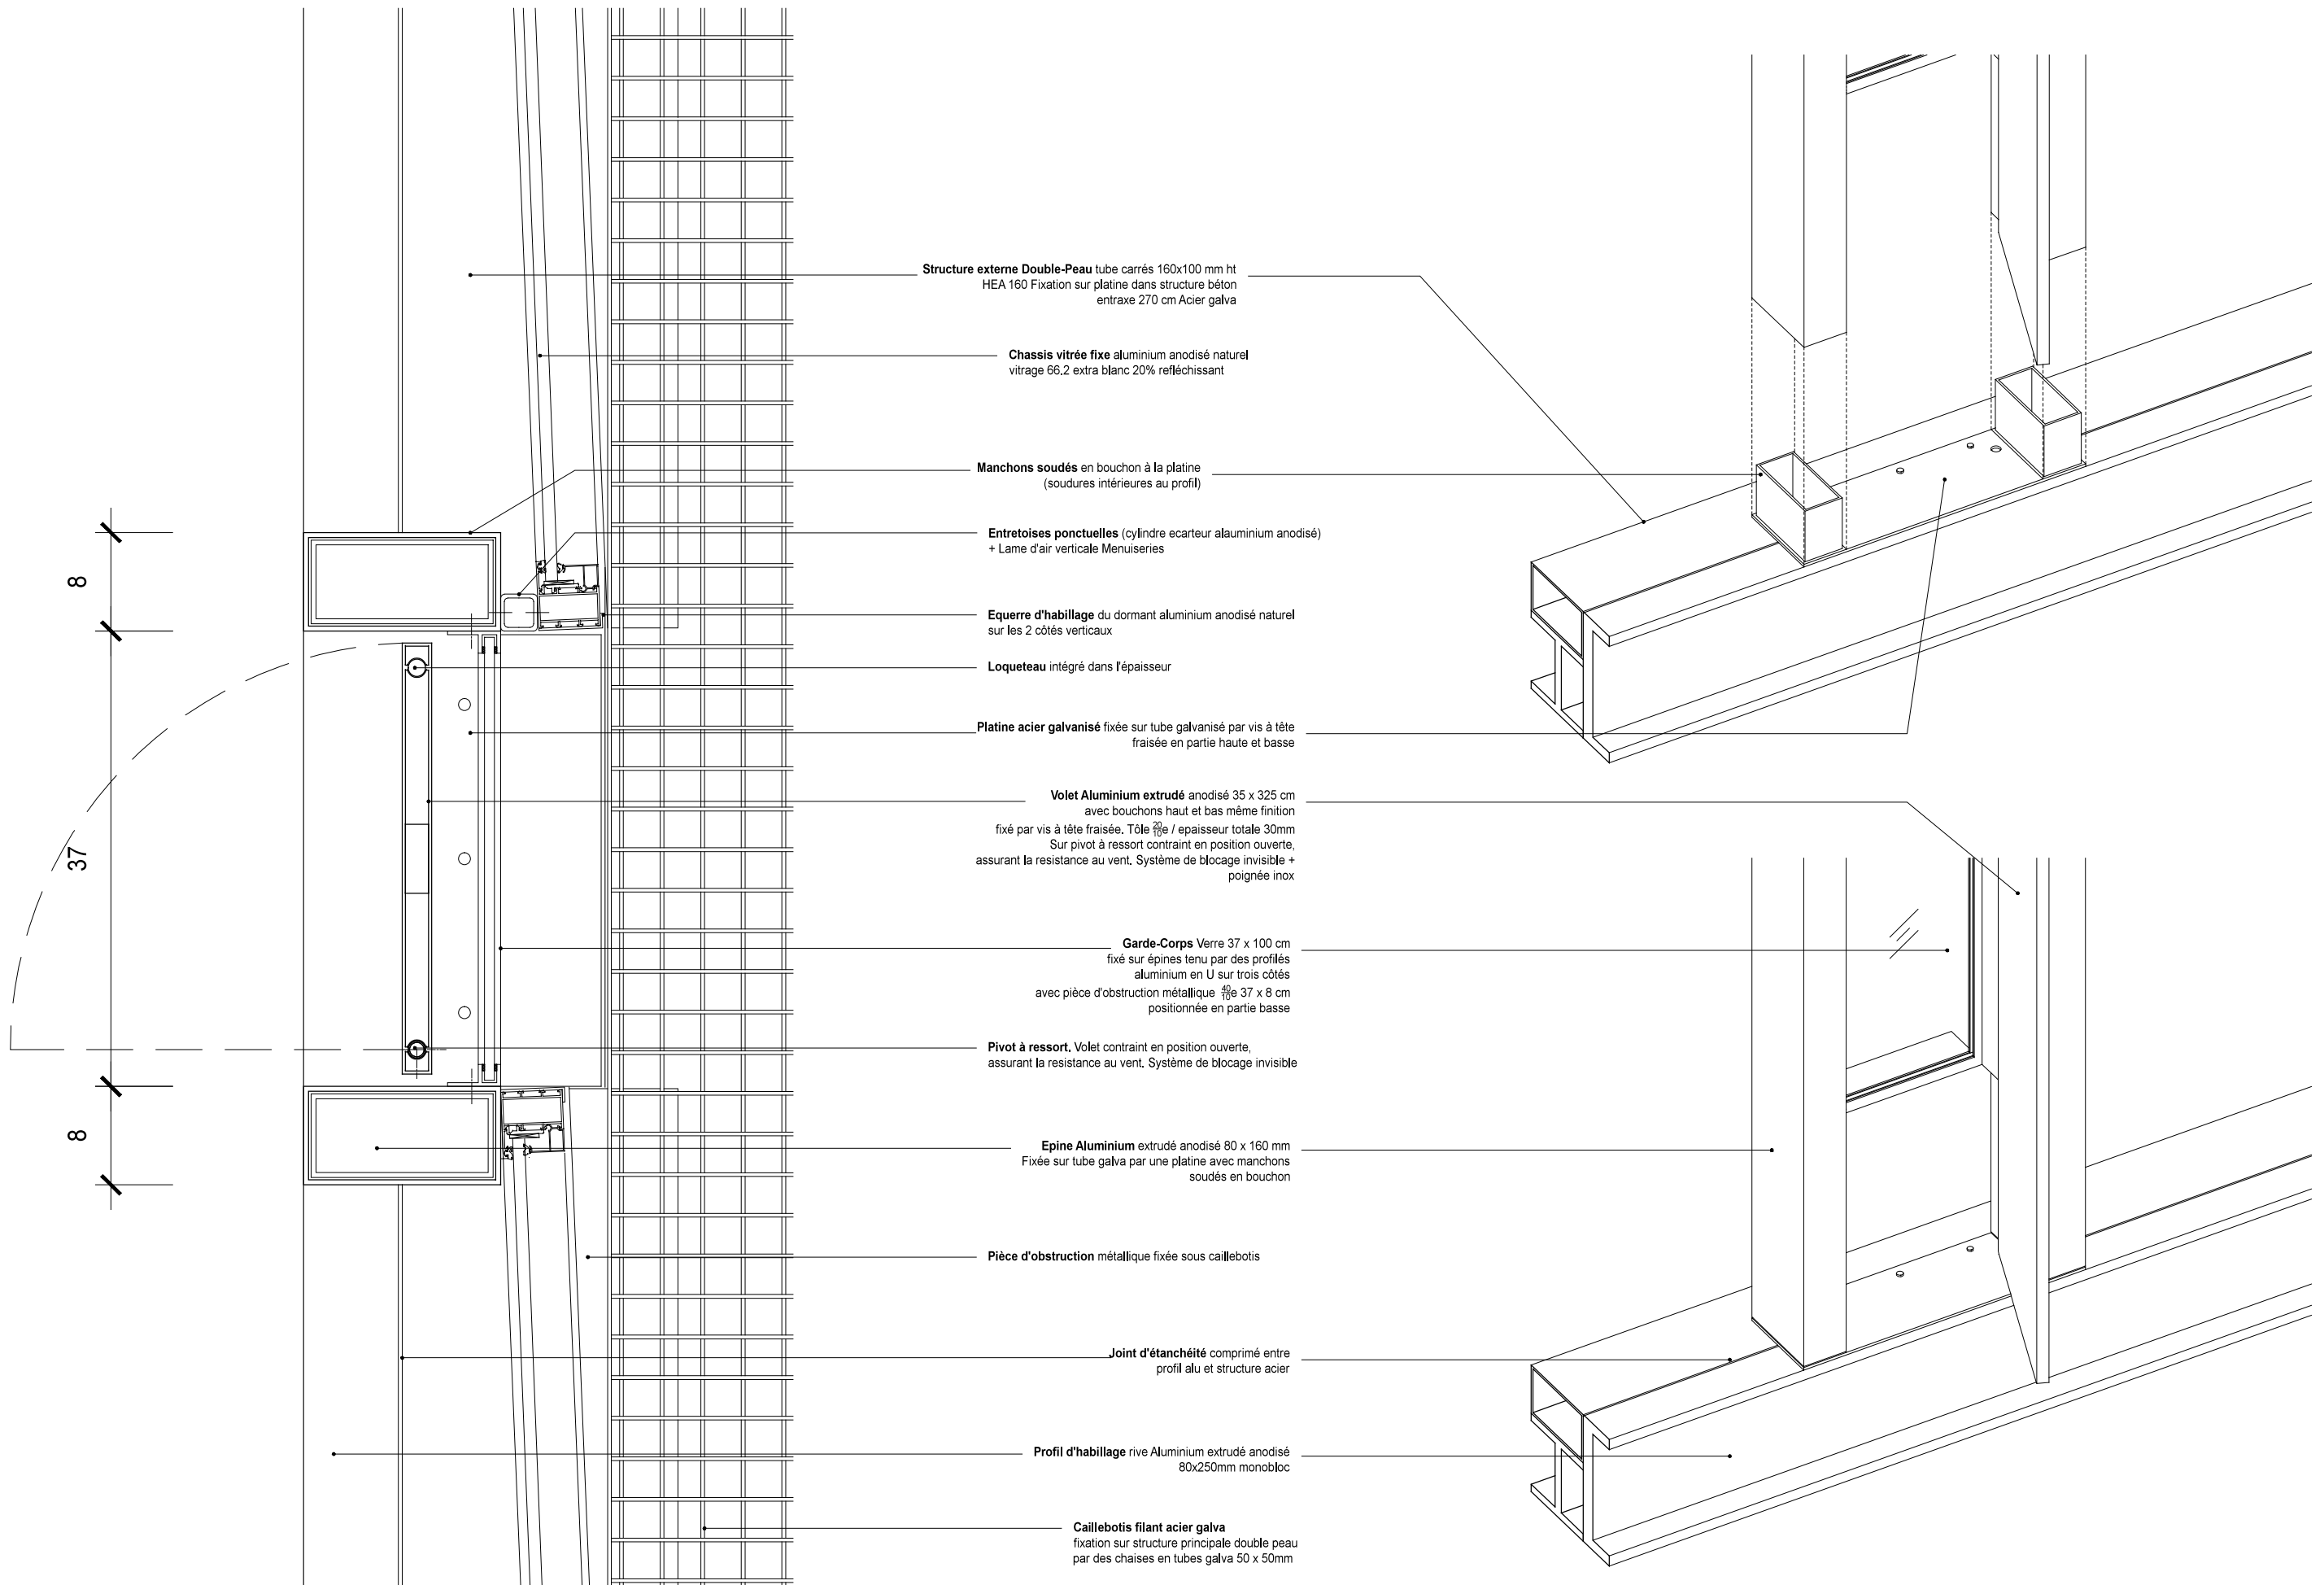 Structure externe Double-Peau tube carrés 160x100 mm ht
HEA 160 Fixation sur platine dans structure béton
entraxe 270 cm Acier galva
Chassis vitrée fixe aluminium anodisé naturel
vitrage 66.2 extra blanc 20% refléchissant
Manchons soudés en bouchon à la platine
(soudures intérieures au profil)
Entretoises ponctuelles (cylindre ecarteur alauminium anodisé)
+ Lame d'air verticale Menuiseries
8
Equerre d'habillage du dormant aluminium anodisé naturel
sur les 2 côtés verticaux
Loqueteau intégré dans l'épaisseur
Platine acier galvanisé fixée sur tube galvanisé par vis à tête
fraisée en partie haute et basse
Volet Aluminium extrudé anodisé 35 x 325 cm
avec bouchons haut et bas même finition
fixé par vis à tête fraisée. Tôle 20/10e / epaisseur totale 30mm
Sur pivot à ressort contraint en position ouverte,
assurant la resistance au vent. Système de blocage invisible +
poignée inox
37
Garde-Corps Verre 37 x 100 cm
fixé sur épines tenu par des profilés
aluminium en U sur trois côtés
avec pièce d'obstruction métallique 40/10e 37 x 8 cm
positionnée en partie basse
Pivot à ressort. Volet contraint en position ouverte,
assurant la resistance au vent. Système de blocage invisible
8
Epine Aluminium extrudé anodisé 80 x 160 mm
Fixée sur tube galva par une platine avec manchons
soudés en bouchon
Pièce d'obstruction métallique fixée sous caillebotis
Joint d'étanchéité comprimé entre
profil alu et structure acier
Profil d'habillage rive Aluminium extrudé anodisé
80x250mm monobloc
Caillebotis filant acier galva
fixation sur structure principale double peau
par des chaises en tubes galva 50 x 50mm